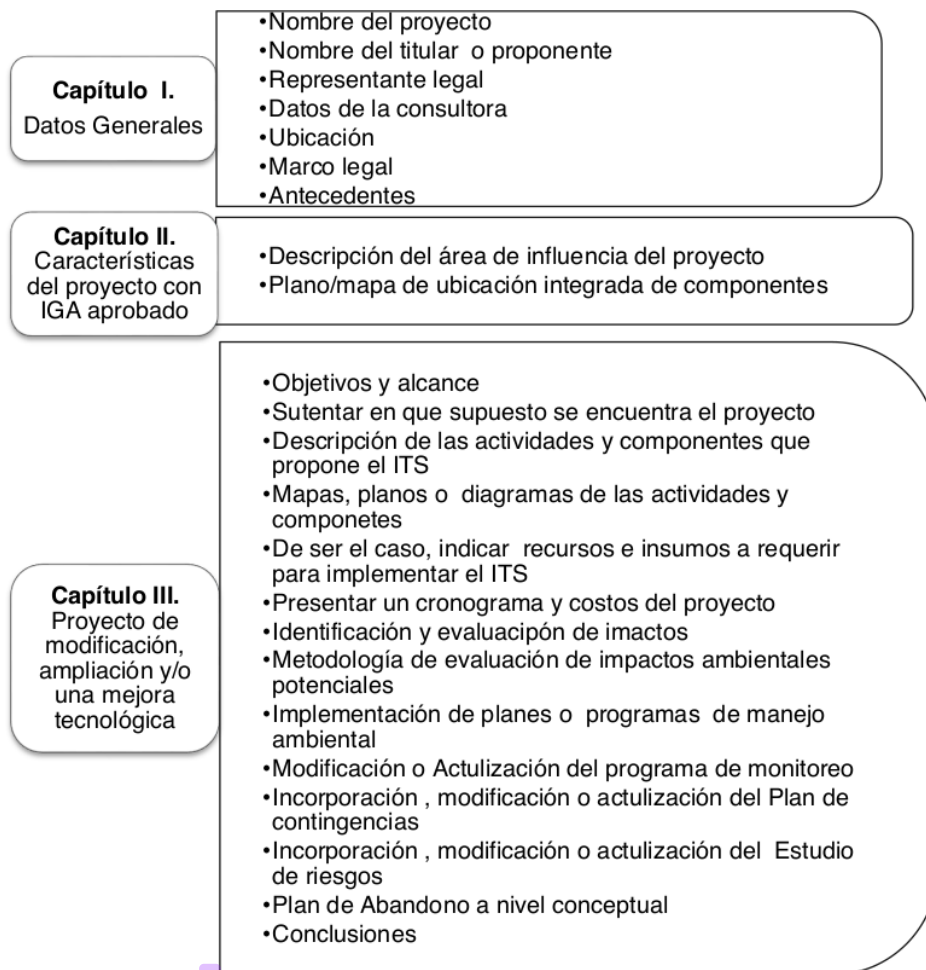 Capítulo I.
Datos Generales
•Nombre del proyecto
•Nombre del titular o proponente
•Representante legal
•Datos de la consultora
•Ubicación
•Marco legal
•Antecedentes
Capítulo II.
Características
del proyecto con
IGA aprobado
•Descripción del área de influencia del proyecto
•Plano/mapa de ubicación integrada de componentes
Capítulo III.
Proyecto de
modificación,
ampliación y/o
una mejora
tecnológica
•Objetivos y alcance
•Sutentar en que supuesto se encuentra el proyecto
•Descripción de las actividades y componentes que
propone el ITS
•Mapas, planos o diagramas de las actividades y
componetes
•De ser el caso, indicar recursos e insumos a requerir
para implementar el ITS
•Presentar un cronograma y costos del proyecto
•Identificación y evaluacipón de imactos
•Metodología de evaluación de impactos ambientales
potenciales
•Implementación de planes o programas de manejo
ambiental
•Modificación o Actulización del programa de monitoreo
•Incorporación , modificación o actulización del Plan de
contingencias
•Incorporación , modificación o actulización del Estudio
de riesgos
•Plan de Abandono a nivel conceptual
•Conclusiones